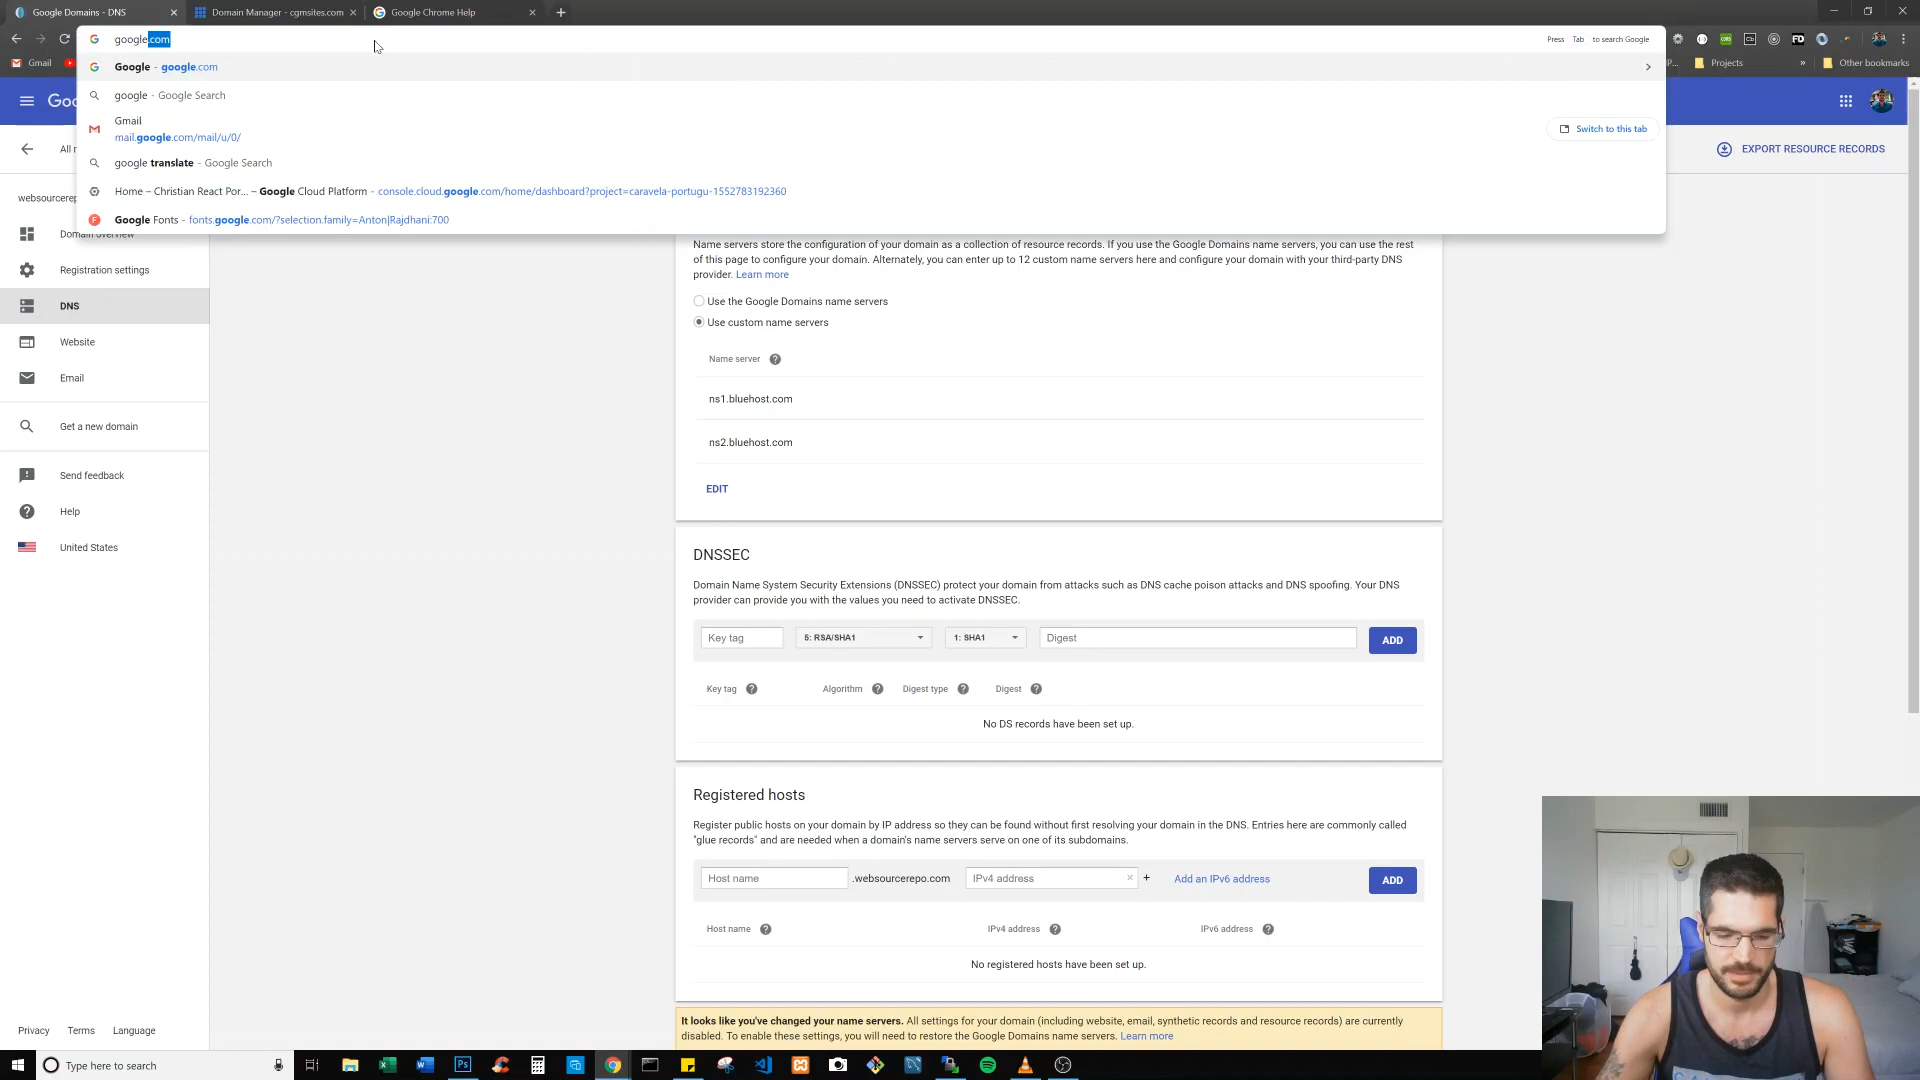 Google Domains - DNS
Domain Manager - cgmsites.com
Google Chrome Help
google.com
Press Tab to search Google
Gmail
Google - google.com
P...
Projects
»
Other bookmarks
google - Google Search
Goo
Gmail
mail.google.com/mail/u/0/
Switch to this tab
All
EXPORT RESOURCE RECORDS
google translate - Google Search
Home – Christian React Por... – Google Cloud Platform - console.cloud.google.com/home/dashboard?project=caravela-portugu-1552783192360
websourcerep
Google Fonts - fonts.google.com/?selection.family=Anton|Rajdhani:700
Domain overview
Registration settings
DNS
Website
Email
Get a new domain
Send feedback
Help
United States
Name servers store the configuration of your domain as a collection of resource records. If you use the Google Domains name servers, you can use the rest
of this page to configure your domain. Alternately, you can enter up to 12 custom name servers here and configure your domain with your third-party DNS
provider. Learn more
Use the Google Domains name servers
Use custom name servers
Name server
ns1.bluehost.com
ns2.bluehost.com
EDIT
DNSSEC
Domain Name System Security Extensions (DNSSEC) protect your domain from attacks such as DNS cache poison attacks and DNS spoofing. Your DNS
provider can provide you with the values you need to activate DNSSEC.
Key tag
5: RSA/SHA1
1: SHA1
Digest
ADD
Key tag
Algorithm
Digest type
Digest
No DS records have been set up.
Registered hosts
Register public hosts on your domain by IP address so they can be found without first resolving your domain in the DNS. Entries here are commonly called
"glue records" and are needed when a domain's name servers serve on one of its subdomains.
Host name
.websourcerepo.com
IPv4 address
+
Add an IPv6 address
ADD
Host name
IPv4 address
IPv6 address
No registered hosts have been set up.
It looks like you've changed your name servers. All settings for your domain (including website, email, synthetic records and resource records) are currently
disabled. To enable these settings, you will need to restore the Google Domains name servers. Learn more
Privacy
Terms
Language
Type here to search